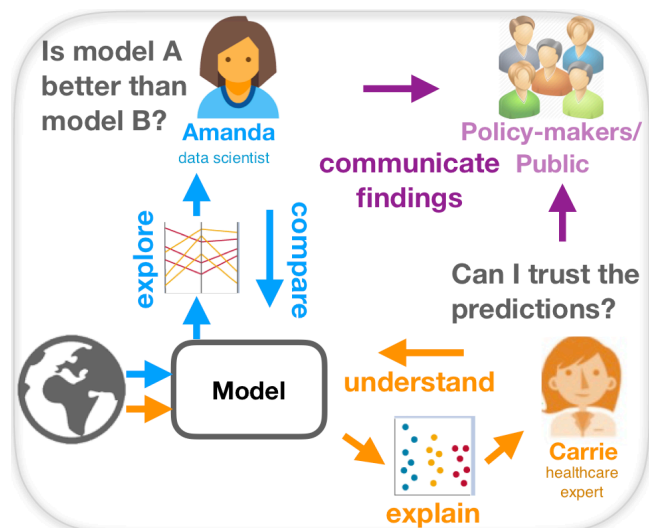 Is model A
better than
model B?
Amanda
data scientist
Policy-makers/
Public
communicate
findings
explore
compare
Can I trust the
predictions?
Model
understand
explain
Carrie
healthcare
expert